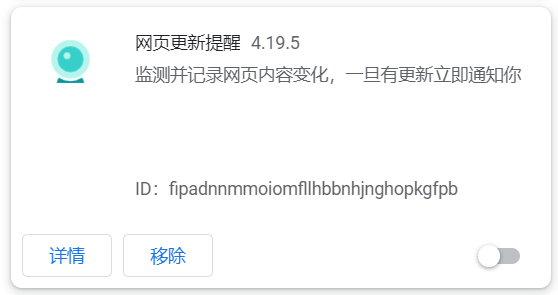 网页更新提醒 4.19.5
监测并记录网页内容变化，一旦有更新立即通知你
ID：fipadnnmmoiomfllhbbnhjnghopkgfpb
详情 移除